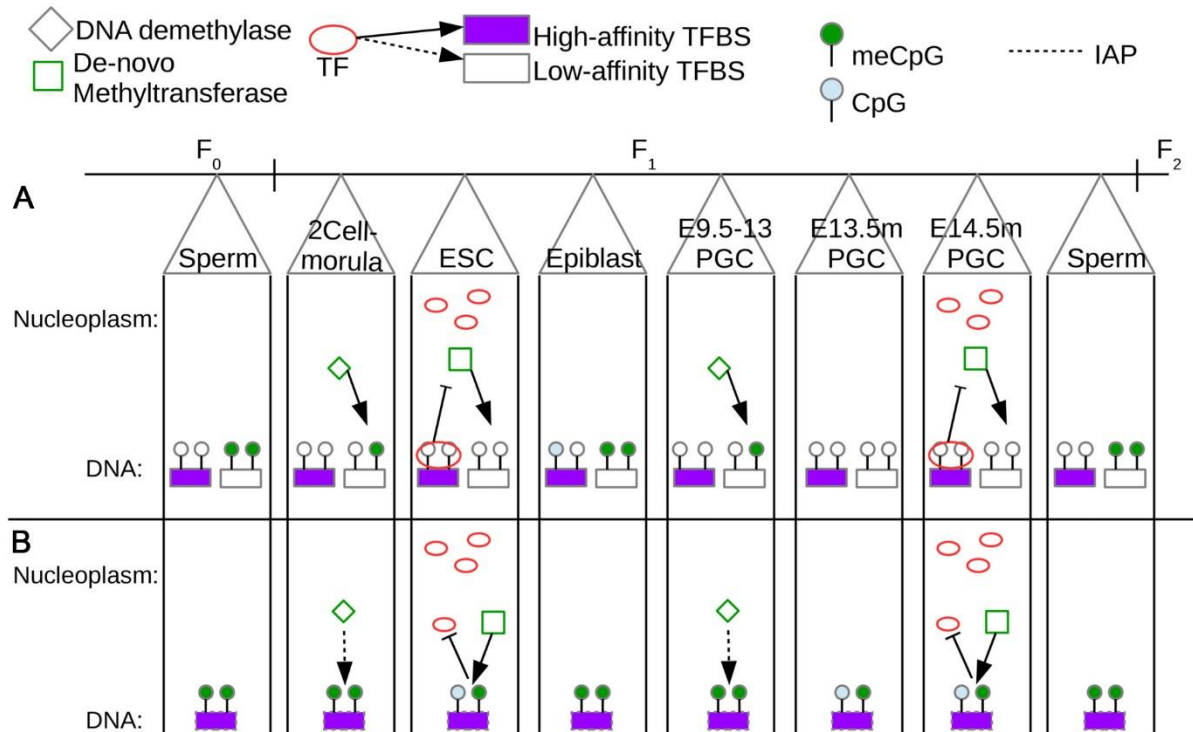 DNA demethylase
De-novo
Methyltransferase
TF
High-affinity TFBS
Low-affinity TFBS
meCpG
CpG
IAP
F0
F1
F2
A
Sperm
2Cell-
morula
ESC
Epiblast
E9.5-13
PGC
E13.5m
PGC
E14.5m
PGC
Sperm
Nucleoplasm:
DNA:
B
Nucleoplasm:
DNA: